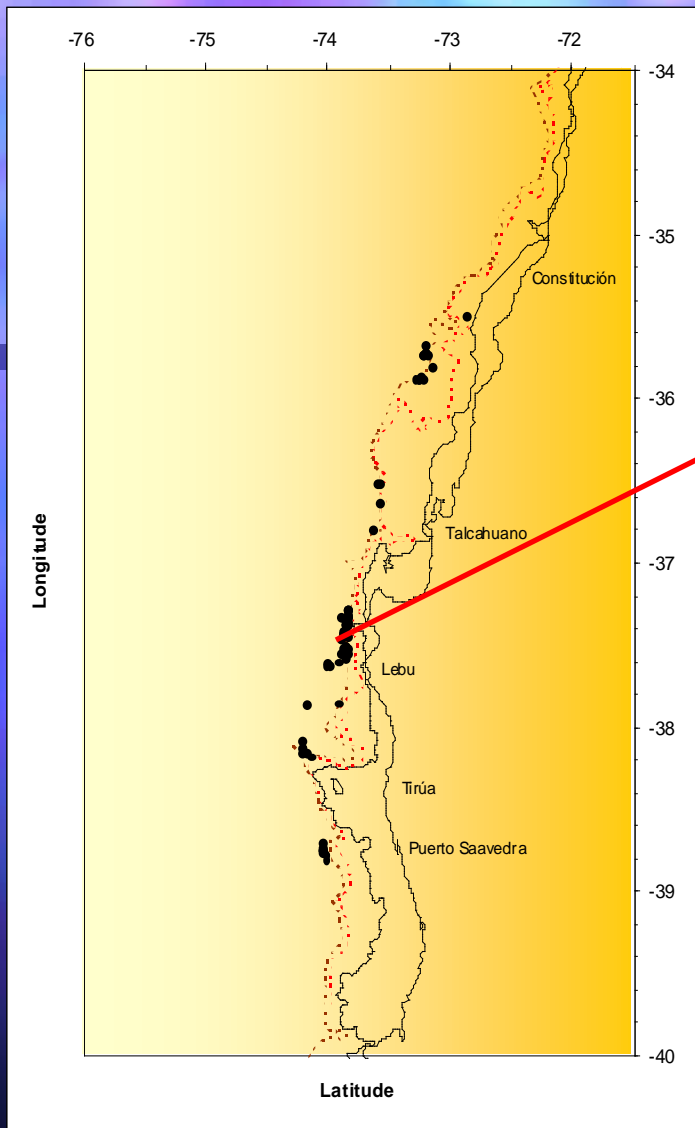 -76 -75 -74 -73 -72
-34
-35
Constitución
-36
Talcahuano
-37
Longitude
Lebu
-38
Tirúa
Puerto Saavedra
-39
-40
Latitude